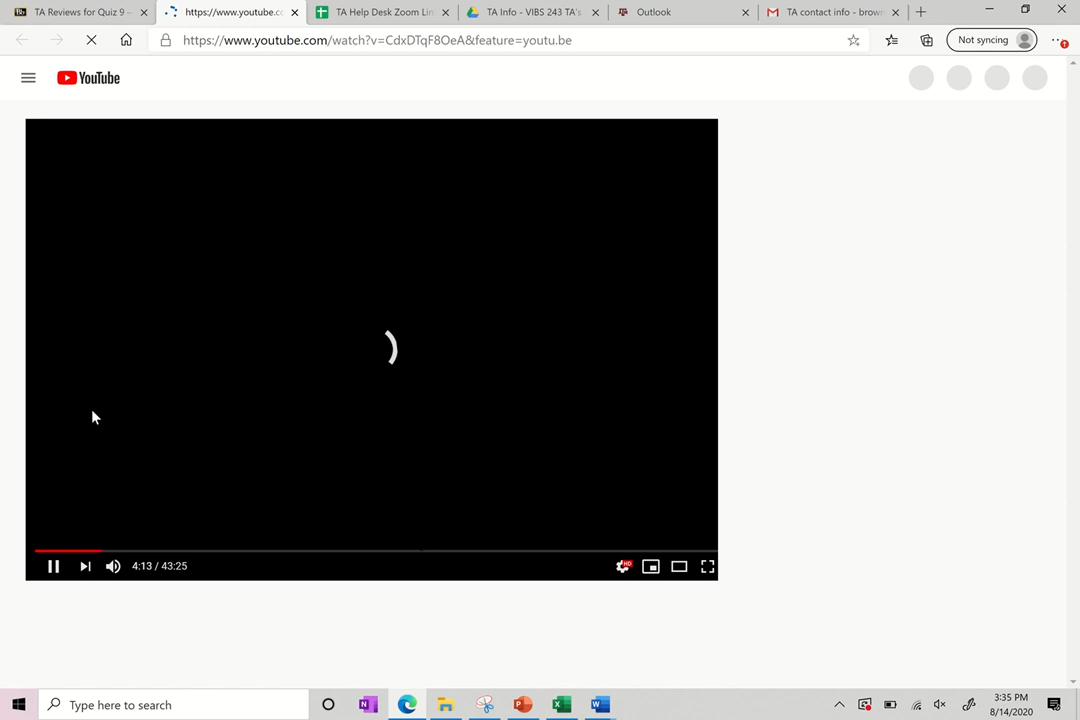 TA Reviews for Quiz 9 –
https://www.youtube.co
TA Help Desk Zoom Lin
TA Info - VIBS 243 TA's
Outlook
TA contact info - brown
https://www.youtube.com/watch?v=CdxDTqF8OeA&feature=youtu.be
Not syncing
YouTube
4:13 / 43:25
HD
Type here to search
3:35 PM
8/14/2020